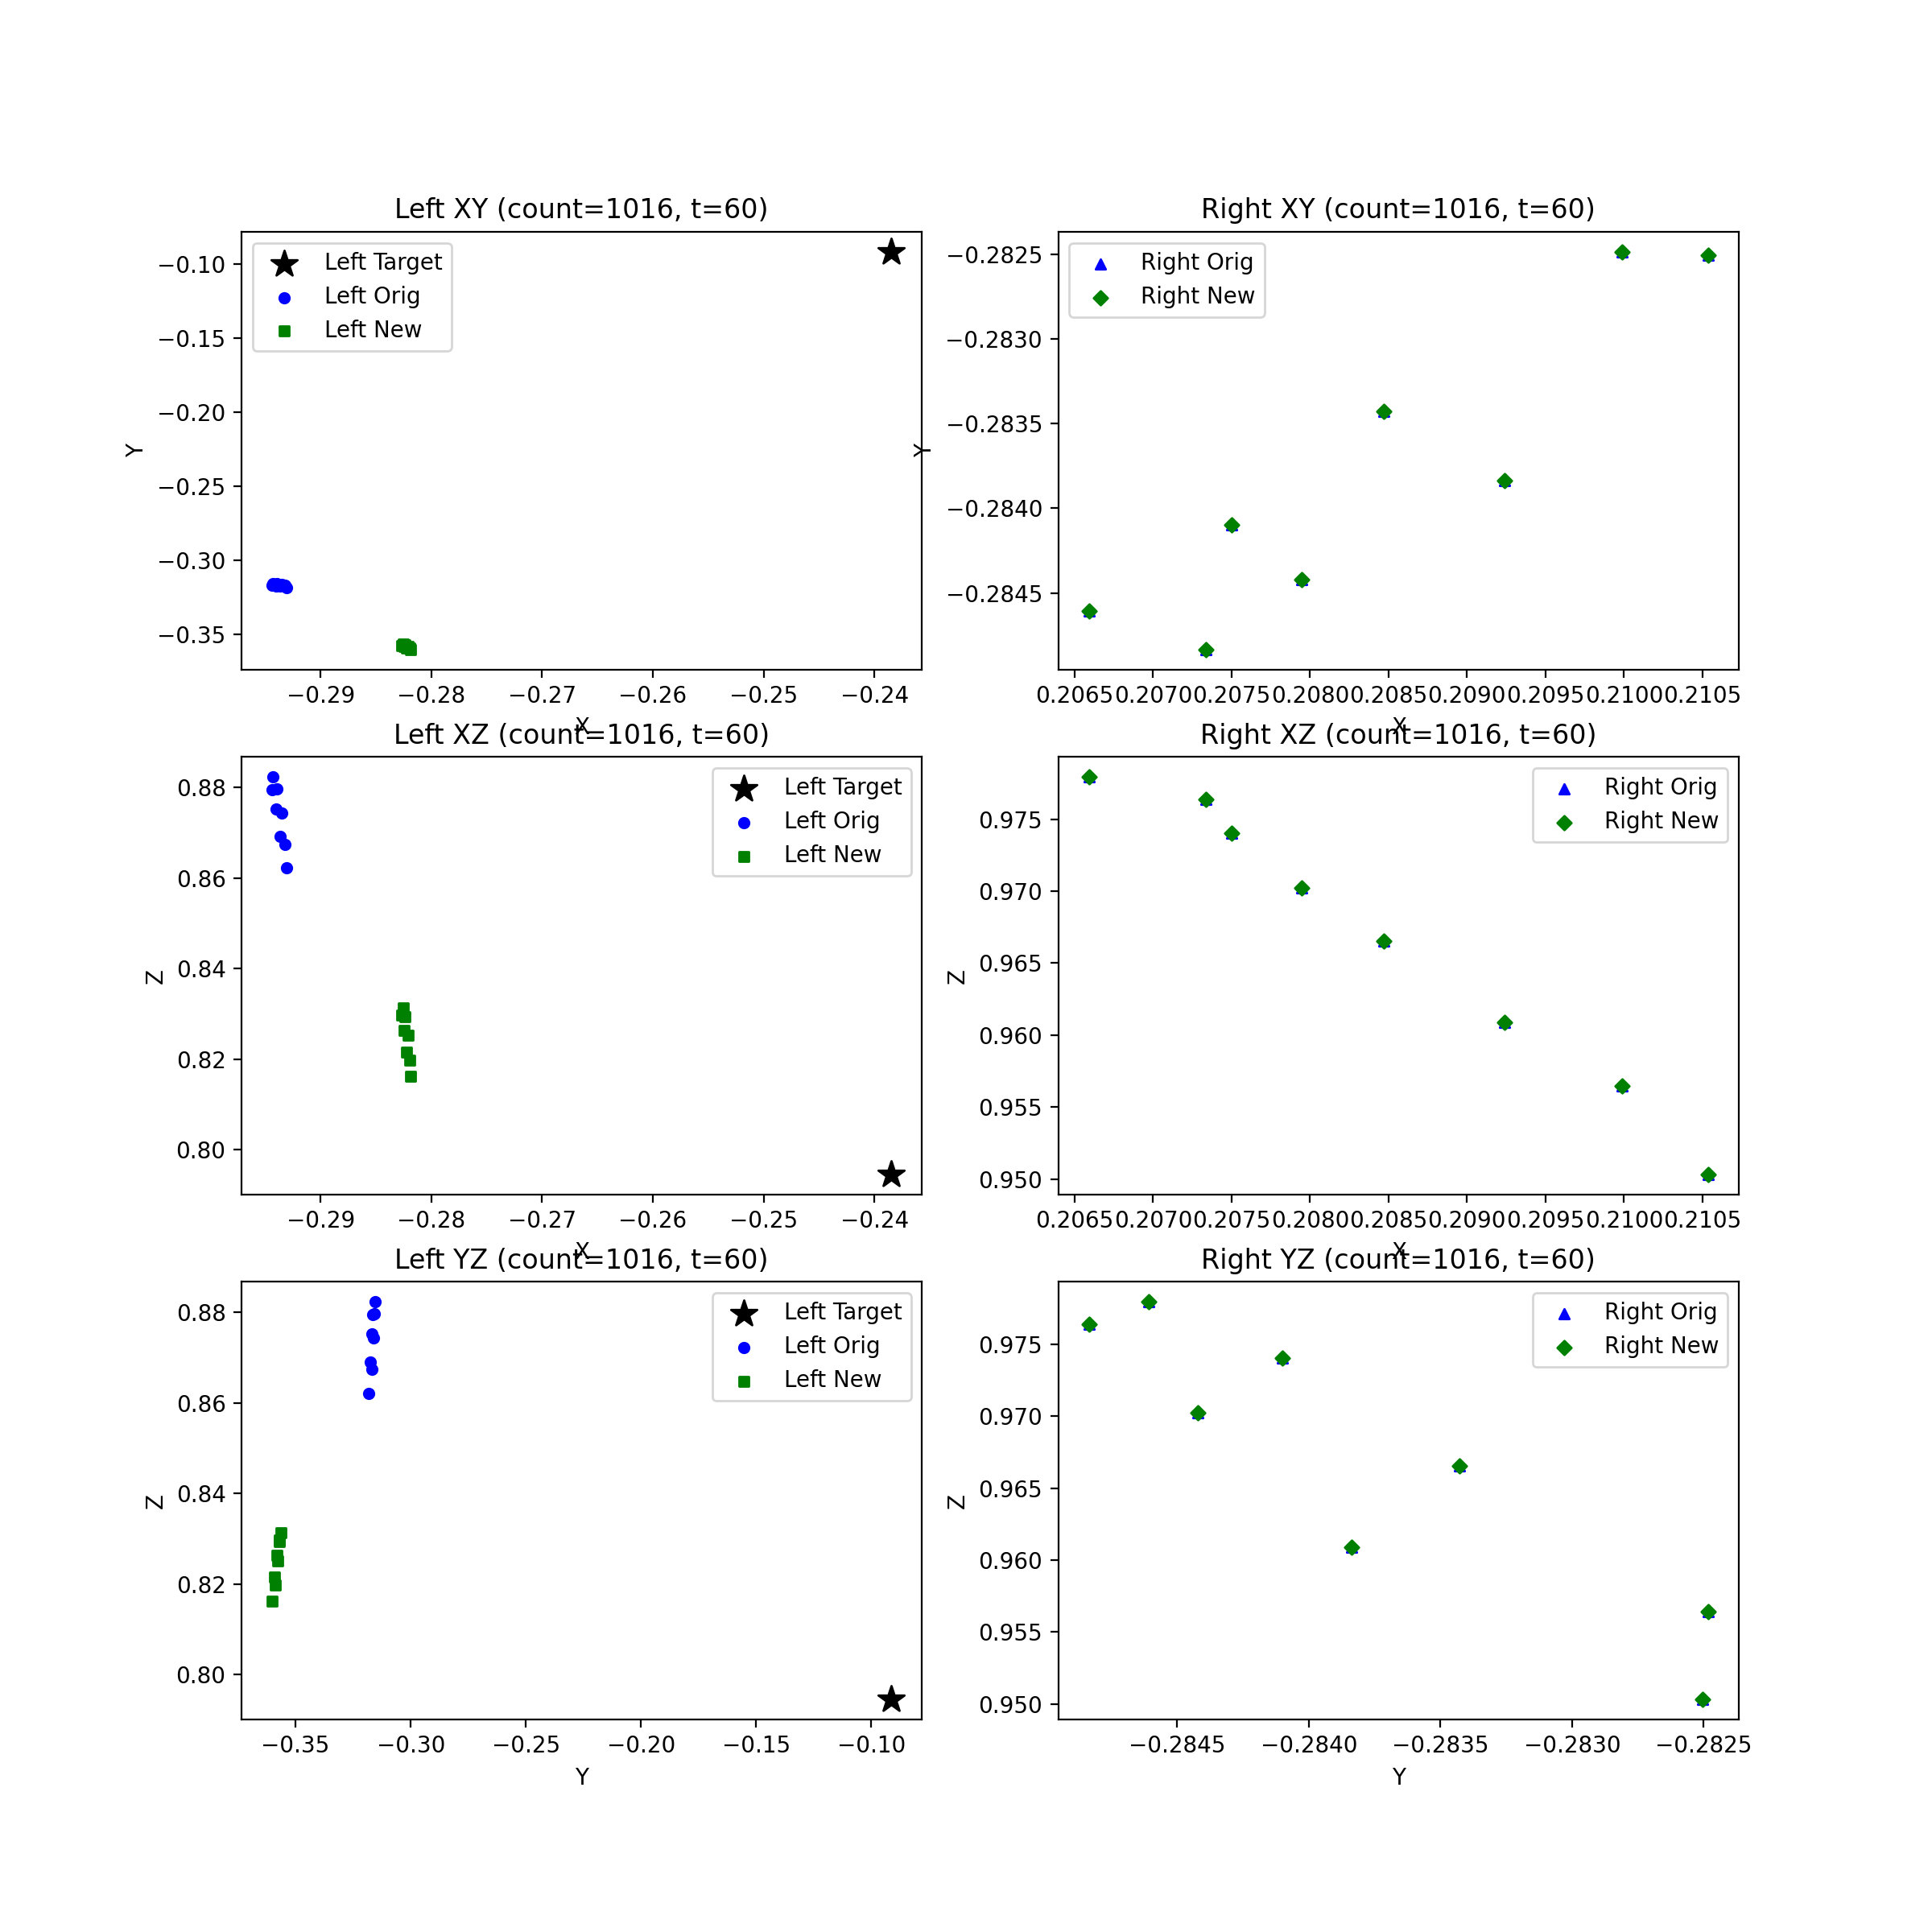 Left XY (count=1016, t=60)
Left Target
Left Orig
Left New
−0.10
−0.15
−0.20
−0.25
−0.30
−0.35
Y
−0.29 −0.28 −0.27 −0.26 −0.25 −0.24
X
Right XY (count=1016, t=60)
Right Orig
Right New
−0.2825
−0.2830
−0.2835
−0.2840
−0.2845
Y
0.2065 0.2070 0.2075 0.2080 0.2085 0.2090 0.2095 0.2100 0.2105
X
Left XZ (count=1016, t=60)
Left Target
Left Orig
Left New
0.88
0.86
0.84
0.82
0.80
Z
−0.29 −0.28 −0.27 −0.26 −0.25 −0.24
X
Right XZ (count=1016, t=60)
Right Orig
Right New
0.975
0.970
0.965
0.960
0.955
0.950
Z
0.2065 0.2070 0.2075 0.2080 0.2085 0.2090 0.2095 0.2100 0.2105
X
Left YZ (count=1016, t=60)
Left Target
Left Orig
Left New
0.88
0.86
0.84
0.82
0.80
Z
−0.35 −0.30 −0.25 −0.20 −0.15 −0.10
Y
Right YZ (count=1016, t=60)
Right Orig
Right New
0.975
0.970
0.965
0.960
0.955
0.950
Z
−0.2845 −0.2840 −0.2835 −0.2830 −0.2825
Y